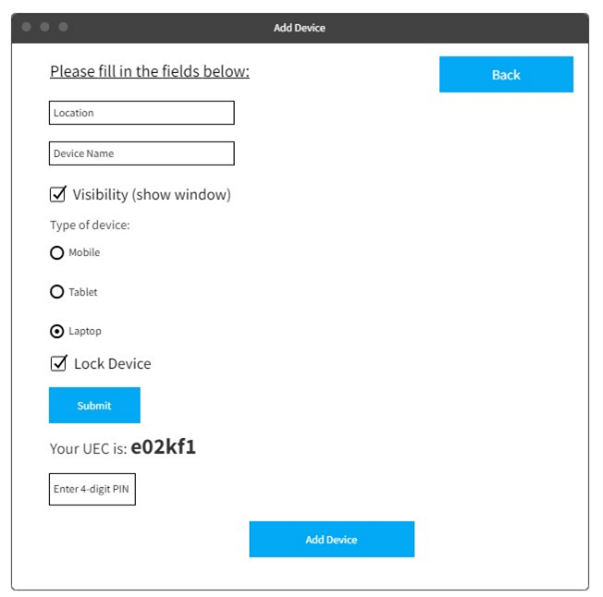 Add Device
Please fill in the fields below:
Back
Location
Device Name
Visibility (show window)
Type of device:
Mobile
Tablet
Laptop
Lock Device
Submit
Your UEC is: e02kf1
Enter 4-digit PIN
Add Device